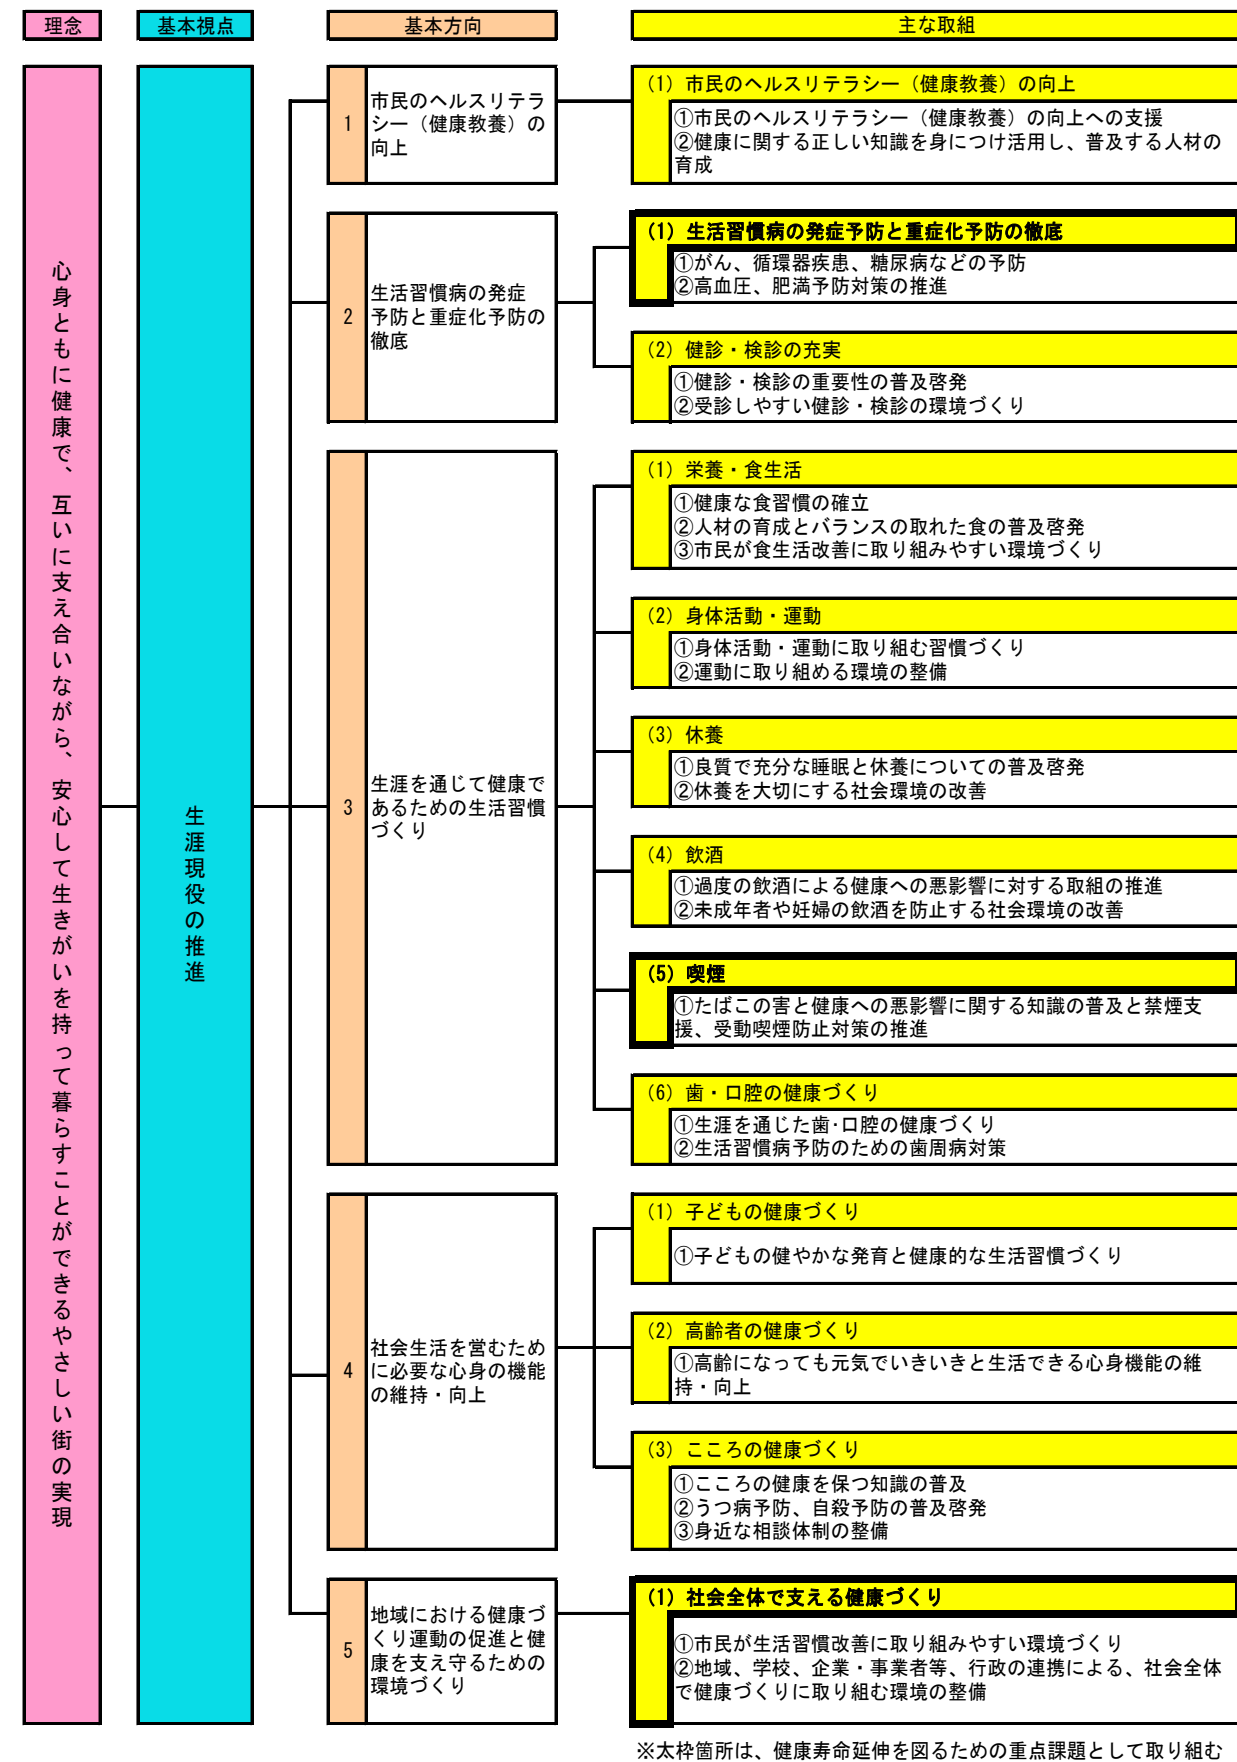 理念
基本視点
基本方向
主な取組
心身ともに健康で、互いに支え合いながら、安心して生きがいを持って暮らすことができるやさしい街の実現
生涯現役の推進
1
市民のヘルスリテラ
シー（健康教養）の
向上
(1) 市民のヘルスリテラシー（健康教養）の向上
①市民のヘルスリテラシー（健康教養）の向上への支援
②健康に関する正しい知識を身につけ活用し、普及する人材の
育成
2
生活習慣病の発症
予防と重症化予防の
徹底
(1) 生活習慣病の発症予防と重症化予防の徹底
①がん、循環器疾患、糖尿病などの予防
②高血圧、肥満予防対策の推進
(2) 健診・検診の充実
①健診・検診の重要性の普及啓発
②受診しやすい健診・検診の環境づくり
3
生涯を通じて健康で
あるための生活習慣
づくり
(1) 栄養・食生活
①健康な食習慣の確立
②人材の育成とバランスの取れた食の普及啓発
③市民が食生活改善に取り組みやすい環境づくり
(2) 身体活動・運動
①身体活動・運動に取り組む習慣づくり
②運動に取り組める環境の整備
(3) 休養
①良質で充分な睡眠と休養についての普及啓発
②休養を大切にする社会環境の改善
(4) 飲酒
①過度の飲酒による健康への悪影響に対する取組の推進
②未成年者や妊婦の飲酒を防止する社会環境の改善
(5) 喫煙
①たばこの害と健康への悪影響に関する知識の普及と禁煙支
援、受動喫煙防止対策の推進
(6) 歯・口腔の健康づくり
①生涯を通じた歯･口腔の健康づくり
②生活習慣病予防のための歯周病対策
4
社会生活を営むため
に必要な心身の機能
の維持・向上
(1) 子どもの健康づくり
①子どもの健やかな発育と健康的な生活習慣づくり
(2) 高齢者の健康づくり
①高齢になっても元気でいきいきと生活できる心身機能の維
持・向上
(3) こころの健康づくり
①こころの健康を保つ知識の普及
②うつ病予防、自殺予防の普及啓発
③身近な相談体制の整備
5
地域における健康づ
くり運動の促進と健
康を支え守るための
環境づくり
(1) 社会全体で支える健康づくり
①市民が生活習慣改善に取り組みやすい環境づくり
②地域、学校、企業・事業者等、行政の連携による、社会全体
で健康づくりに取り組む環境の整備
※太枠箇所は、健康寿命延伸を図るための重点課題として取り組む